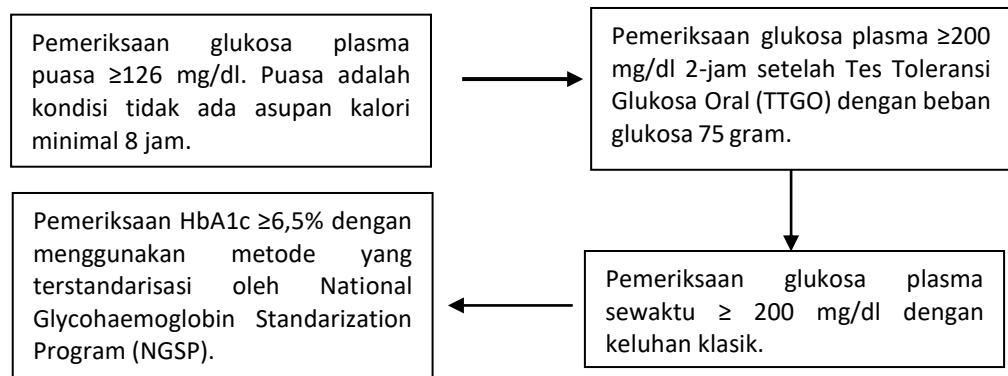 Pemeriksaan glukosa plasma
puasa ≥126 mg/dl. Puasa adalah
kondisi tidak ada asupan kalori
minimal 8 jam.
Pemeriksaan glukosa plasma ≥200
mg/dl 2-jam setelah Tes Toleransi
Glukosa Oral (TTGO) dengan beban
glukosa 75 gram.
Pemeriksaan glukosa plasma
sewaktu ≥ 200 mg/dl dengan
keluhan klasik.
Pemeriksaan HbA1c ≥6,5% dengan
menggunakan metode yang
terstandarisasi oleh National
Glycohaemoglobin Standarization
Program (NGSP).